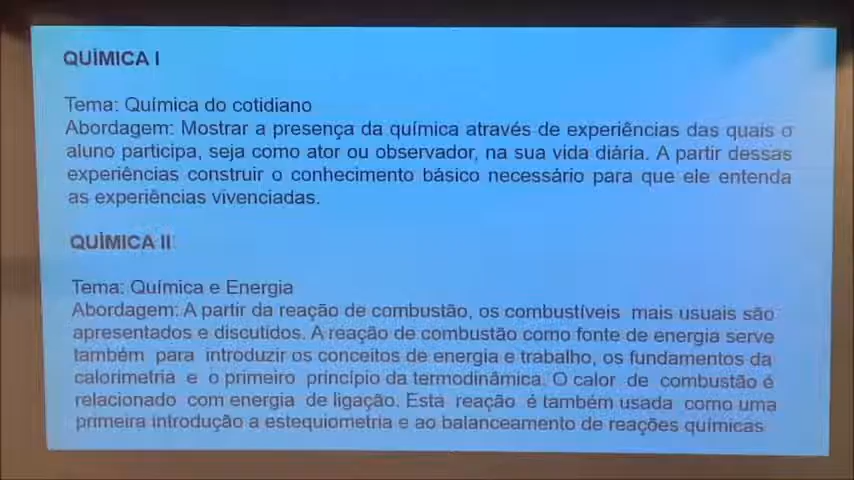 QUÍMICA I
Tema: Química do cotidiano
Abordagem: Mostrar a presença da química através de experiências das quais o
aluno participa, seja como ator ou observador, na sua vida diária. A partir dessas
experiências construir o conhecimento básico necessário para que ele entenda
as experiências vivenciadas.
QUÍMICA II
Tema: Química e Energia
Abordagem: A partir da reação de combustão, os combustíveis mais usuais são
apresentados e discutidos. A reação de combustão como fonte de energia serve
também para introduzir os conceitos de energia e trabalho, os fundamentos da
calorimetria e o primeiro princípio da termodinâmica. O calor de combustão é
relacionado com energia de ligação. Esta reação é também usada como uma
primeira introdução a estequiometria e ao balanceamento de reações químicas